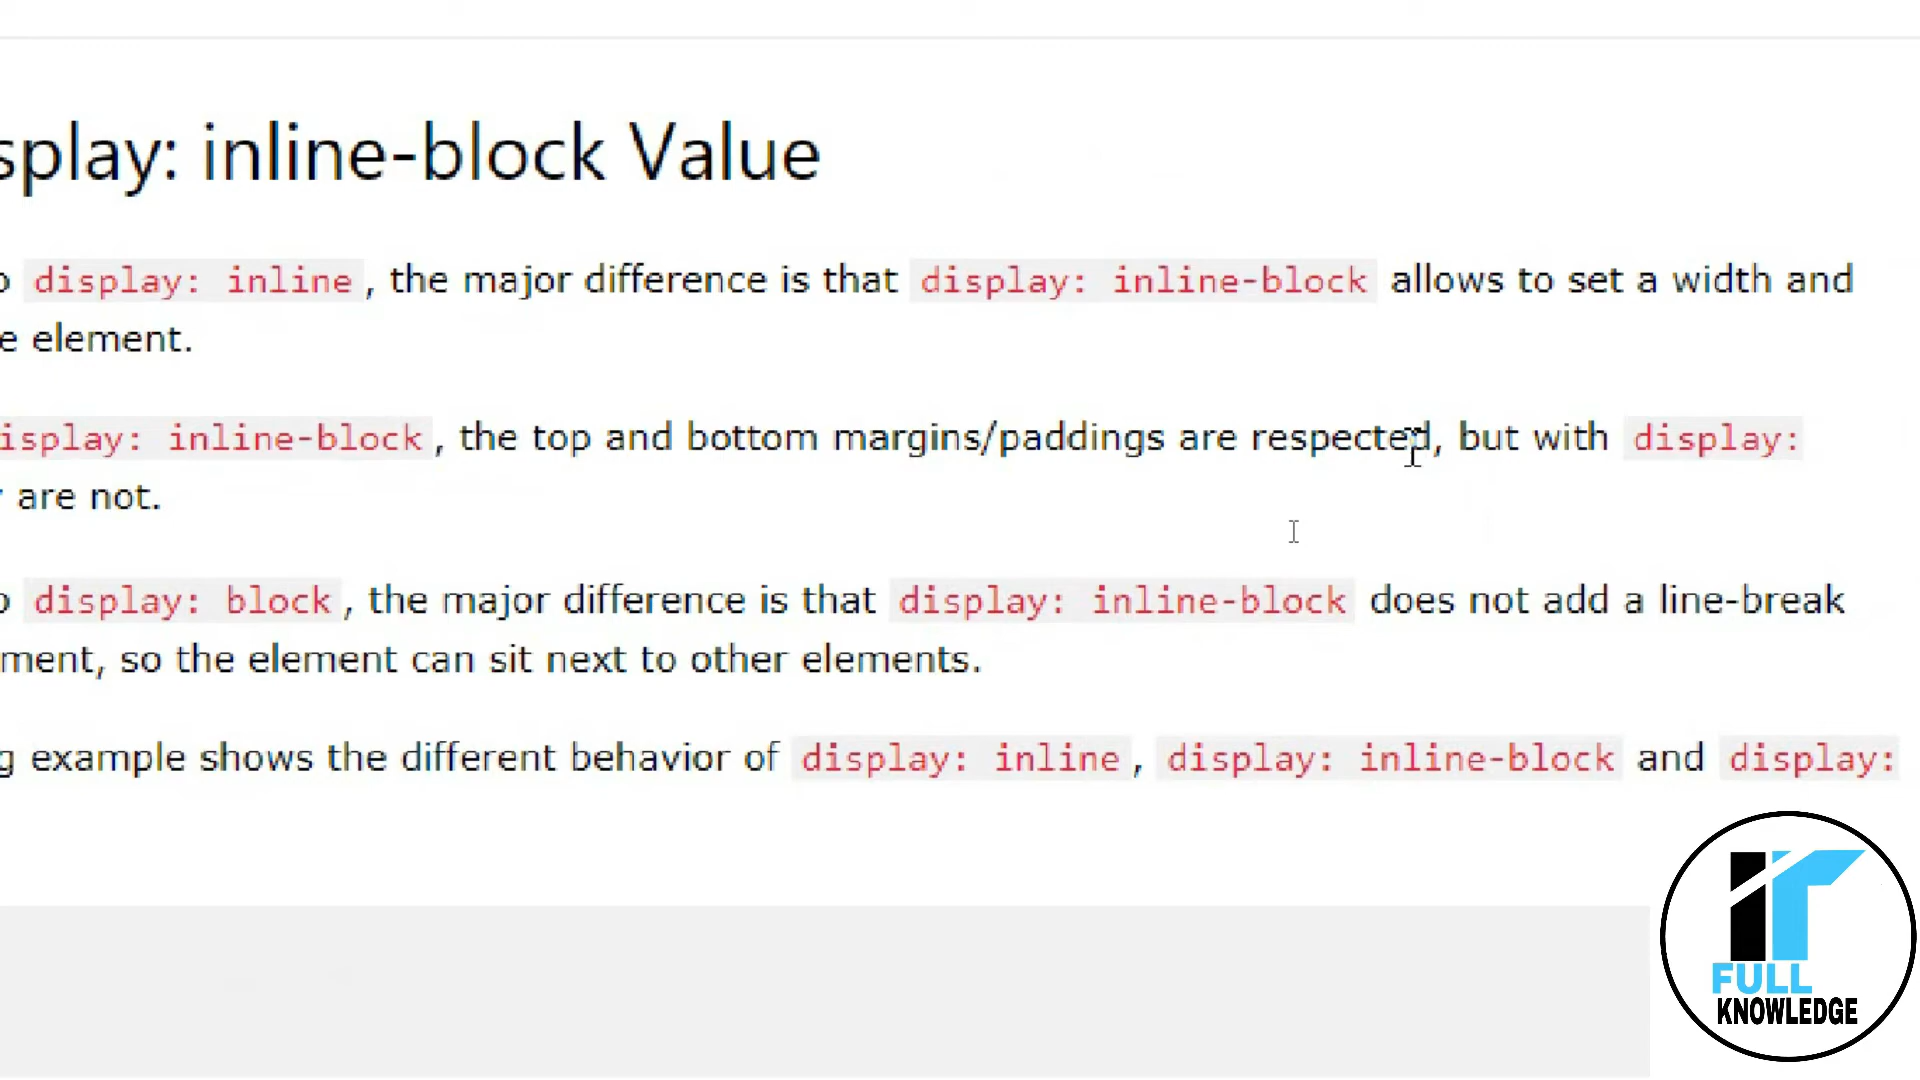 splay: inline-block Value
o display: inline, the major difference is that display: inline-block allows to set a width and
e element.
isplay: inline-block, the top and bottom margins/paddings are respected, but with display:
are not.
o display: block, the major difference is that display: inline-block does not add a line-break
ment, so the element can sit next to other elements.
g example shows the different behavior of display: inline, display: inline-block and display:
IT
FULL
KNOWLEDGE